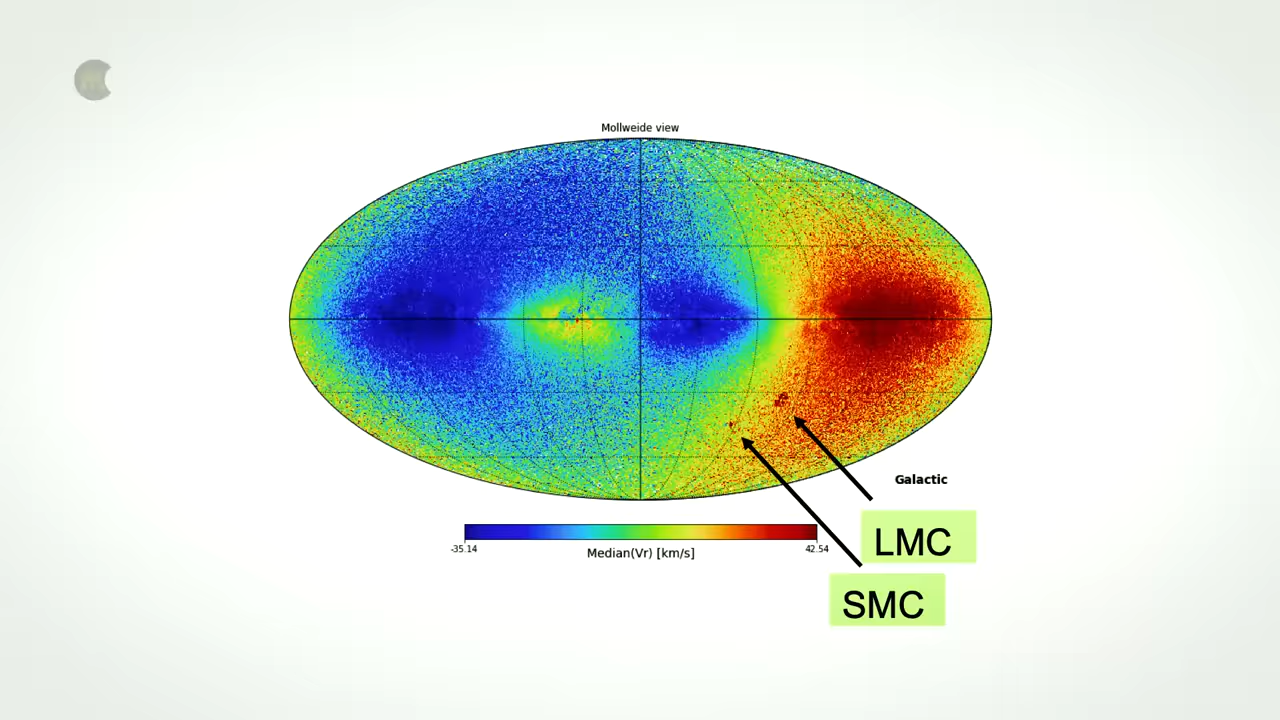 Mollweide view
Galactic
-35.14
42.54
Median(Vr) [km/s]
LMC
SMC